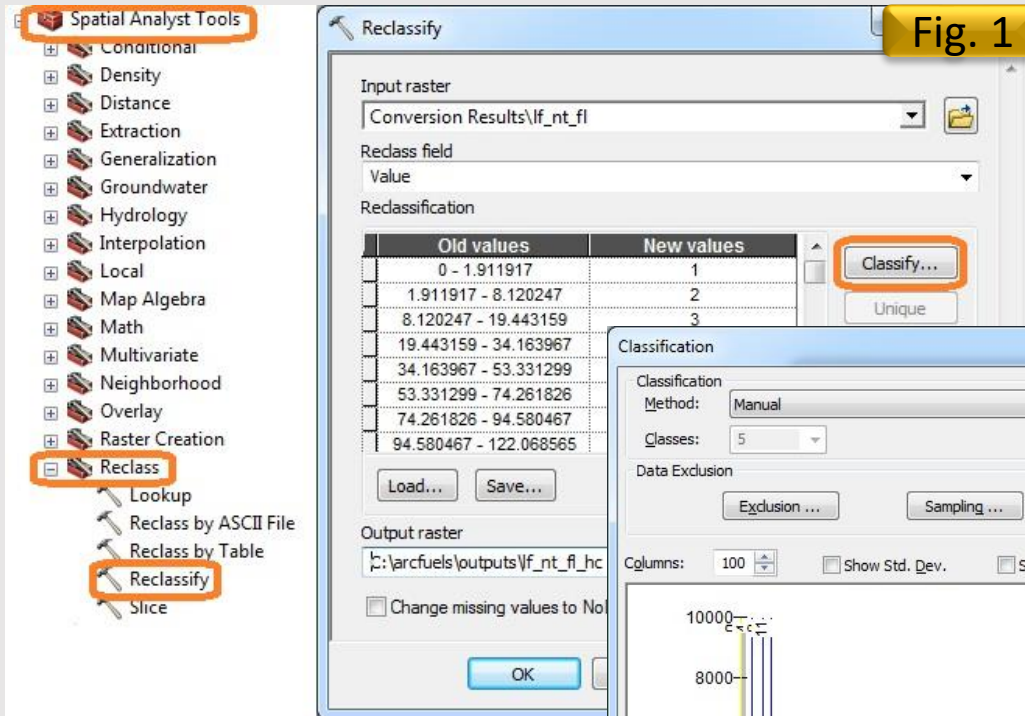 Spatial Analyst Tools
Conditional
Density
Distance
Extraction
Generalization
Groundwater
Hydrology
Interpolation
Local
Map Algebra
Math
Multivariate
Neighborhood
Overlay
Raster Creation
Reclass
Lookup
Reclass by ASCII File
Reclass by Table
Reclassify
Slice
Reclassify
Fig. 1
Input raster
Conversion Results\lf_nt_fl
Reclass field
Value
Reclassification
Old values New values
0 - 1.911917 1
1.911917 - 8.120247 2
8.120247 - 19.443159 3
19.443159 - 34.163967
34.163967 - 53.331299
53.331299 - 74.261826
74.261826 - 94.580467
94.580467 - 122.068565
Classify...
Unique
Load... Save...
Output raster
C:\arcfuels\outputs\lf_nt_fl_hc
Change missing values to NoI
OK
Classification
Classification
Method: Manual
Classes: 5
Data Exclusion
Exclusion ... Sampling ...
Columns: 100 Show Std. Dev. S
10000
8000